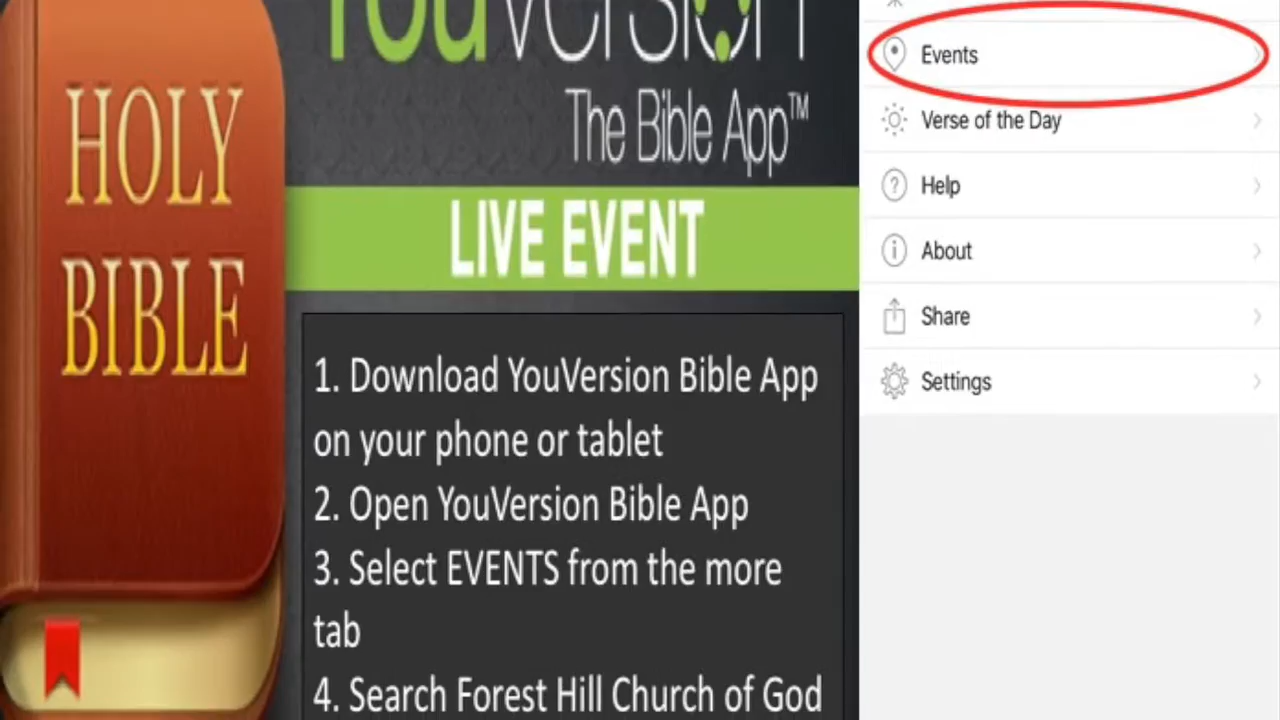 HOLY
BIBLE
YouVersion
The Bible App™
LIVE EVENT
1. Download YouVersion Bible App
on your phone or tablet
2. Open YouVersion Bible App
3. Select EVENTS from the more
tab
4. Search Forest Hill Church of God
Events
Verse of the Day
Help
About
Share
Settings